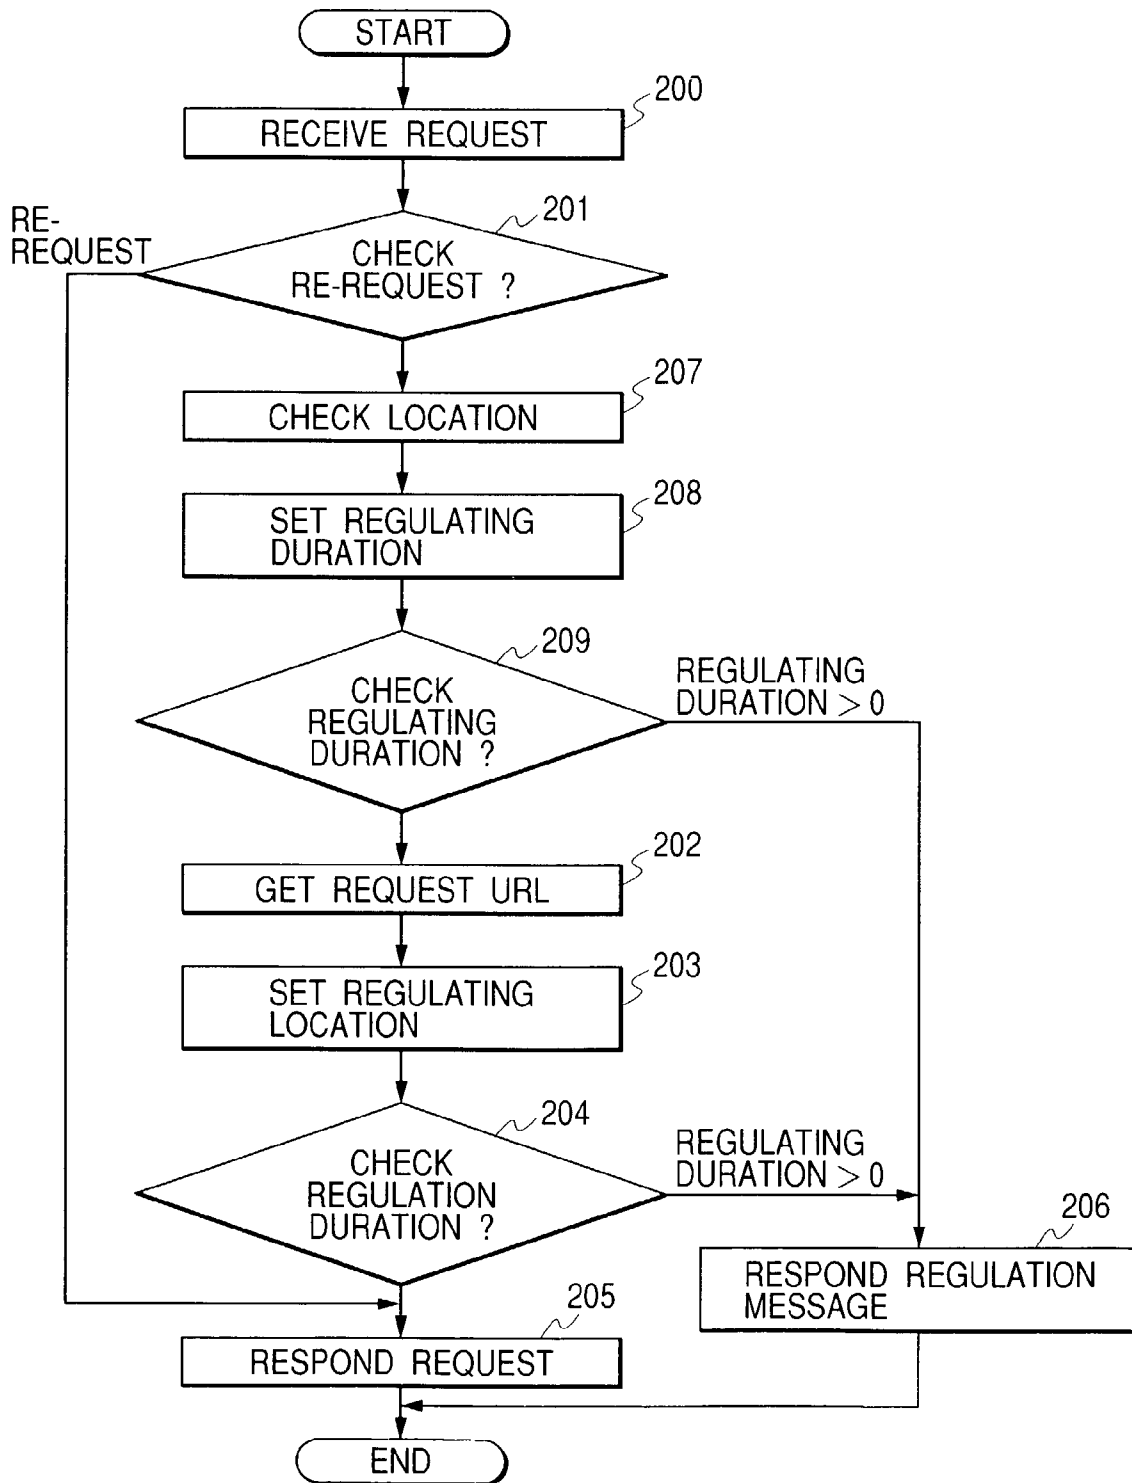 START
200
RECEIVE REQUEST
RE-
REQUEST
201
CHECK
RE-REQUEST ?
207
CHECK LOCATION
208
SET REGULATING
DURATION
209
CHECK
REGULATING
DURATION ?
REGULATING
DURATION > 0
202
GET REQUEST URL
203
SET REGULATING
LOCATION
204
CHECK
REGULATION
DURATION ?
REGULATING
DURATION > 0
206
RESPOND REGULATION
MESSAGE
205
RESPOND REQUEST
END